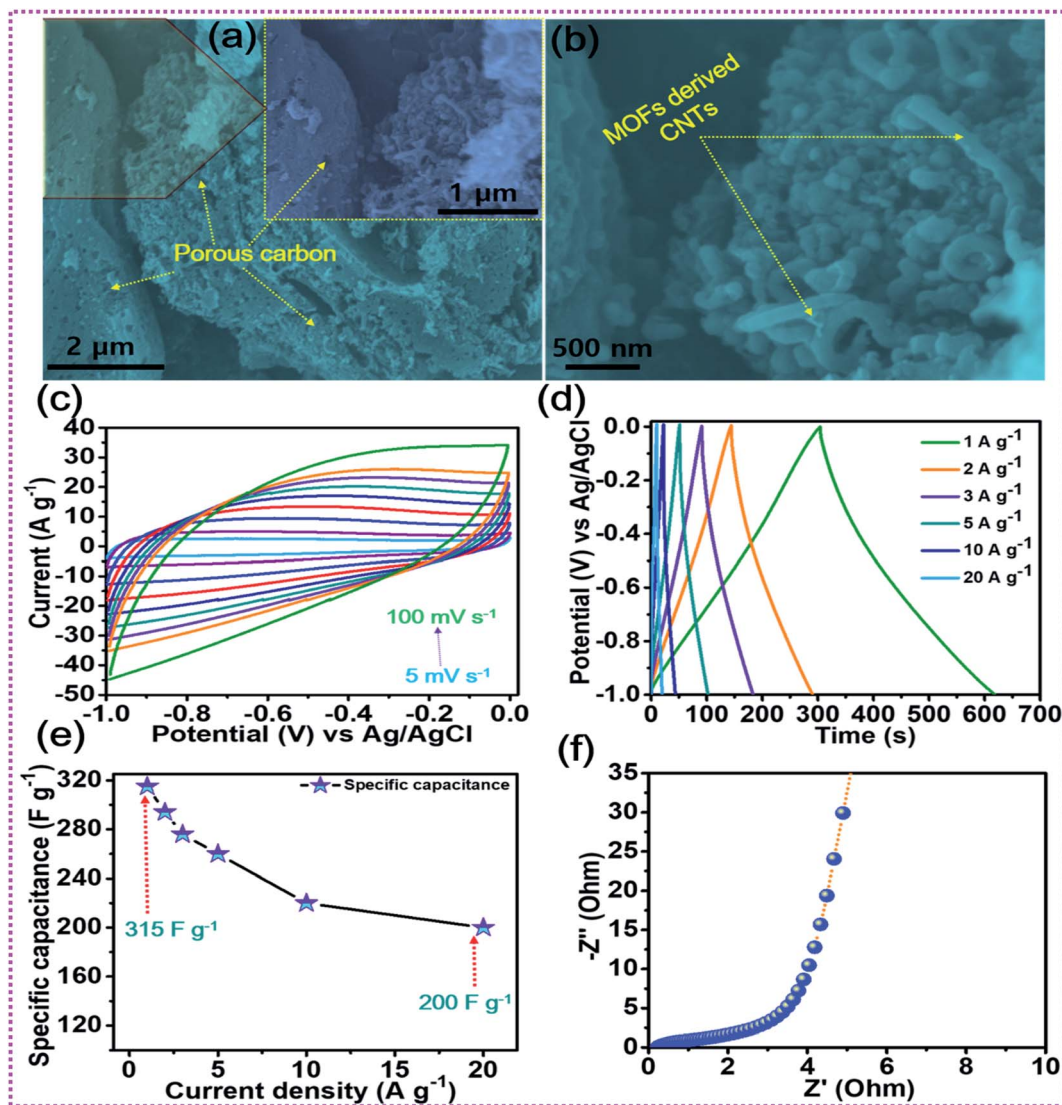 (a)
1 μm
Porous carbon
2 μm
(b)
MOFs derived
CNTs
500 nm
(c)
Current (A g⁻¹)
40
30
20
10
0
-10
-20
-30
-40
-50
100 mV s⁻¹
5 mV s⁻¹
-1.0 -0.8 -0.6 -0.4 -0.2 0.0
Potential (V) vs Ag/AgCl
(d)
Potential (V) vs Ag/AgCl
0.0
-0.2
-0.4
-0.6
-0.8
-1.0
1 A g⁻¹
2 A g⁻¹
3 A g⁻¹
5 A g⁻¹
10 A g⁻¹
20 A g⁻¹
0 100 200 300 400 500 600 700
Time (s)
(e)
Specific capacitance (F g⁻¹)
320
280
240
200
160
120
Specific capacitance
315 F g⁻¹
200 F g⁻¹
0 5 10 15 20
Current density (A g⁻¹)
(f)
-Z'' (Ohm)
35
30
25
20
15
10
5
0
0 2 4 6 8 10
Z' (Ohm)